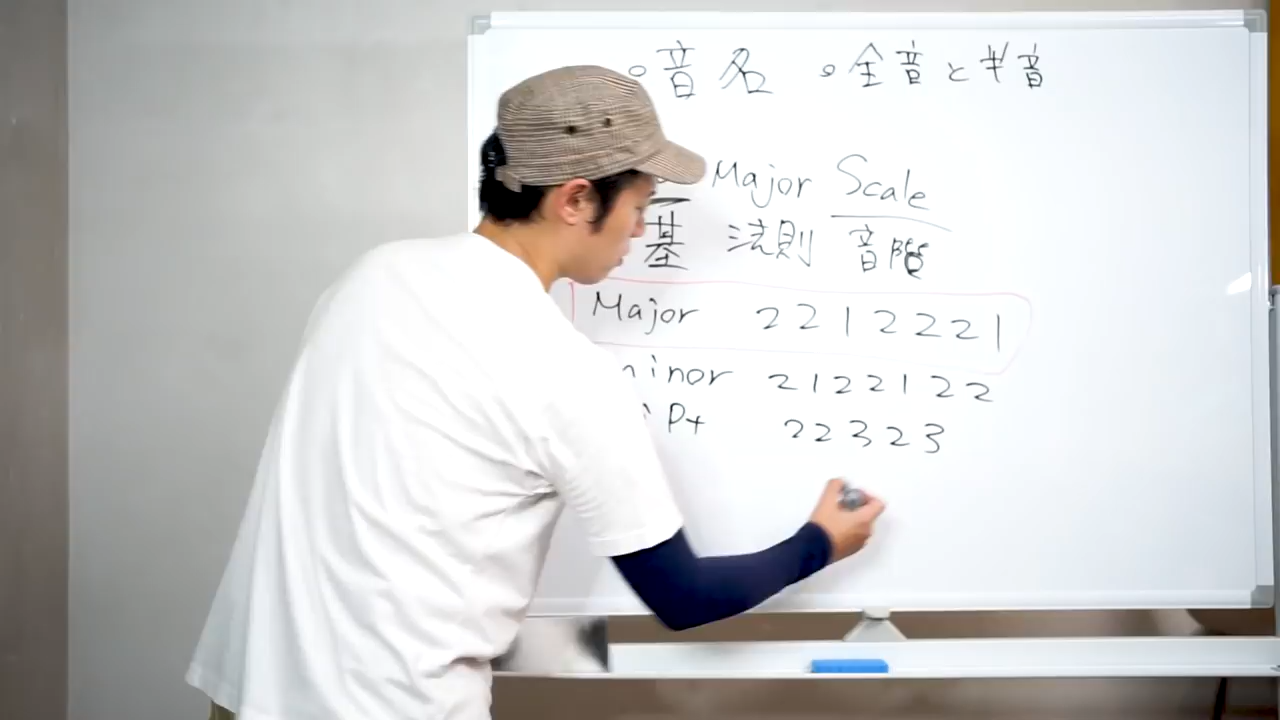 。音名 。全音と半音
Major Scale
基 法則 音階
Major 2212221
minor 2122122
Pt 22323